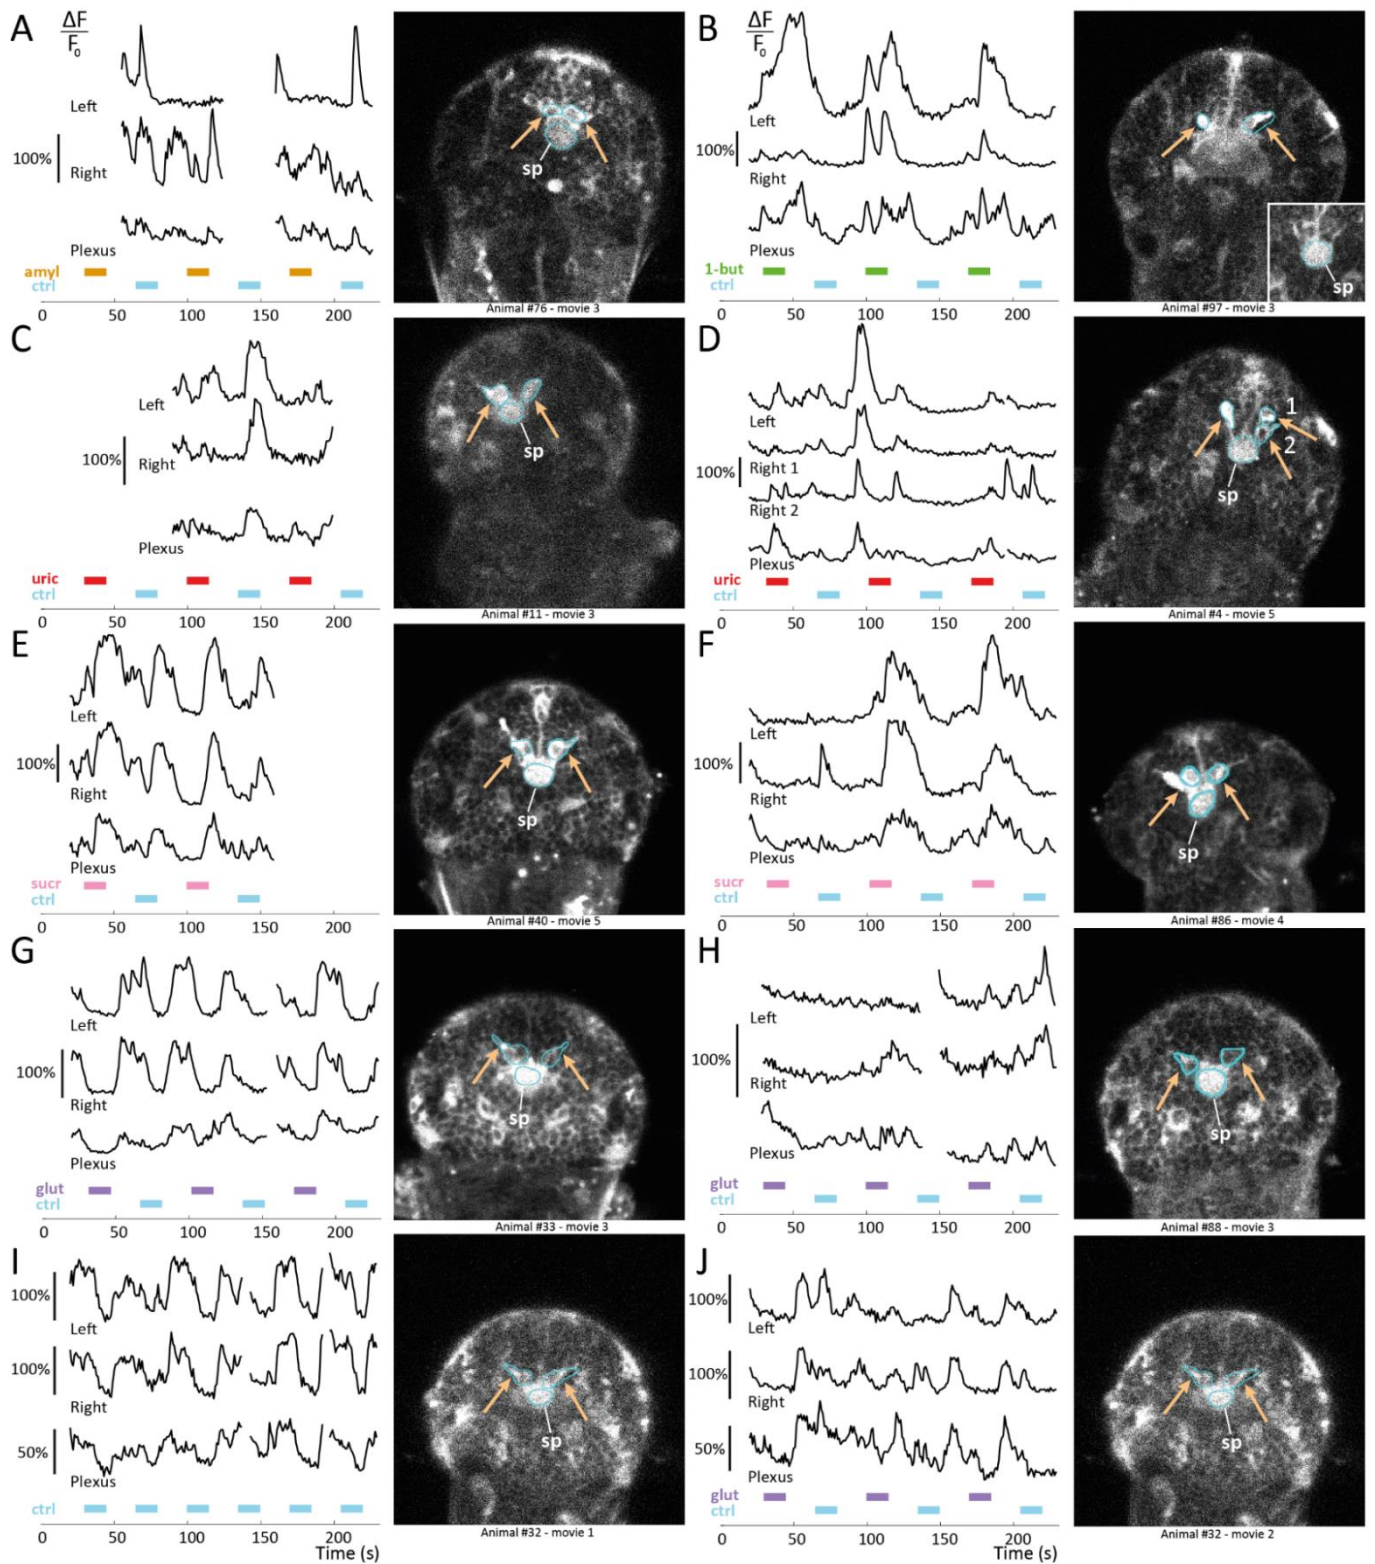 A
ΔF
F₀
Left
100%
Right
Plexus
amyl
ctrl
0 50 100 150 200
sp
Animal #76 - movie 3
B
ΔF
F₀
Left
100%
Right
Plexus
1-but
ctrl
0 50 100 150 200
sp
Animal #97 - movie 3
C
Left
100%
Right
Plexus
uric
ctrl
0 50 100 150 200
sp
Animal #11 - movie 3
D
Left
Right 1
100%
Right 2
Plexus
uric
ctrl
0 50 100 150 200
1
2
sp
Animal #4 - movie 5
E
Left
100%
Right
Plexus
sucr
ctrl
0 50 100 150 200
sp
Animal #40 - movie 5
F
Left
100%
Right
Plexus
sucr
ctrl
0 50 100 150 200
sp
Animal #86 - movie 4
G
Left
100%
Right
Plexus
glut
ctrl
0 50 100 150 200
sp
Animal #33 - movie 3
H
Left
100%
Right
Plexus
glut
ctrl
0 50 100 150 200
sp
Animal #88 - movie 3
I
100%
Left
100%
Right
50%
Plexus
ctrl
0 50 100 150 200
Time (s)
sp
Animal #32 - movie 1
J
100%
Left
100%
Right
50%
Plexus
glut
ctrl
0 50 100 150 200
Time (s)
sp
Animal #32 - movie 2